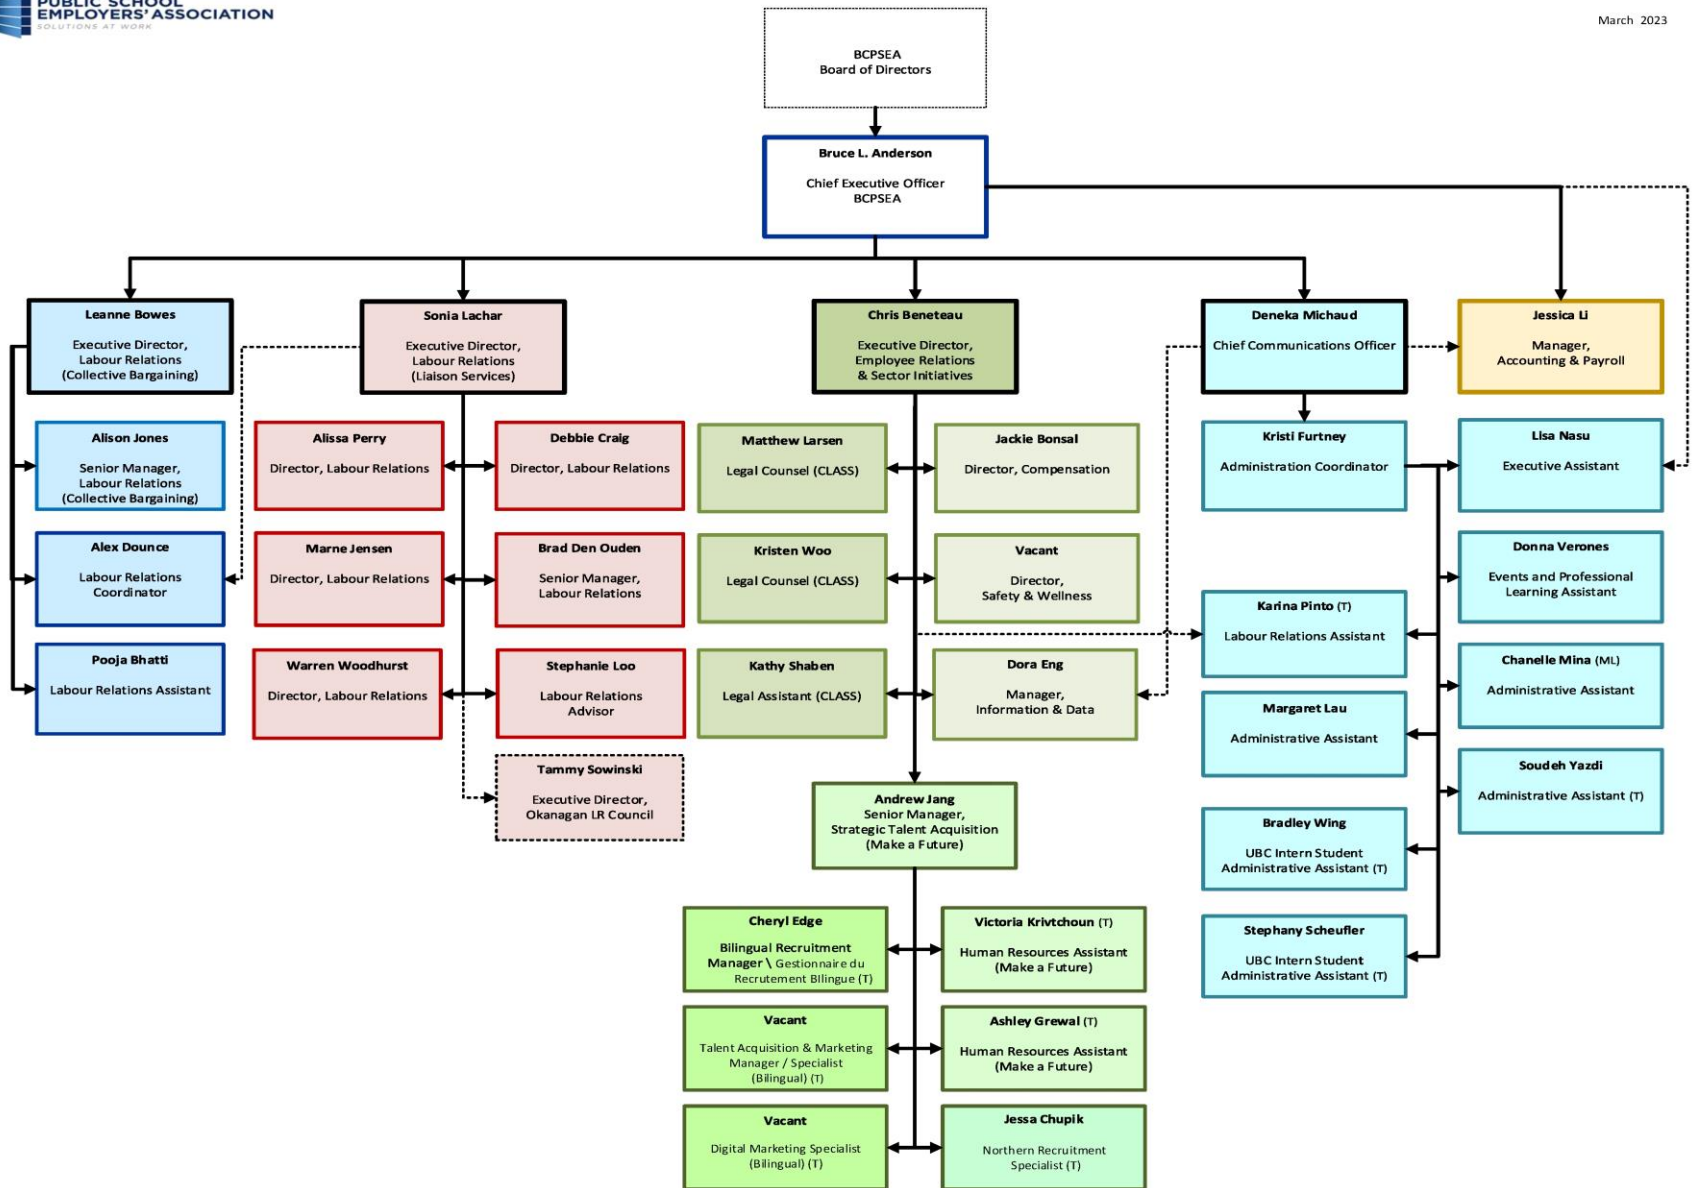 PUBLIC SCHOOL
EMPLOYERS' ASSOCIATION
SOLUTIONS AT WORK
March 2023
BCPSEA
Board of Directors
Bruce L. Anderson
Chief Executive Officer
BCPSEA
Leanne Bowes
Executive Director,
Labour Relations
(Collective Bargaining)
Sonia Lachar
Executive Director,
Labour Relations
(Liaison Services)
Chris Beneteau
Executive Director,
Employee Relations
& Sector Initiatives
Deneka Michaud
Chief Communications Officer
Jessica Li
Manager,
Accounting & Payroll
Alison Jones
Senior Manager,
Labour Relations
(Collective Bargaining)
Alissa Perry
Director, Labour Relations
Debbie Craig
Director, Labour Relations
Matthew Larsen
Legal Counsel (CLASS)
Jackie Bonsal
Director, Compensation
Kristi Furtney
Administration Coordinator
Lisa Nasu
Executive Assistant
Alex Dounce
Labour Relations
Coordinator
Marne Jensen
Director, Labour Relations
Brad Den Ouden
Senior Manager,
Labour Relations
Kristen Woo
Legal Counsel (CLASS)
Vacant
Director,
Safety & Wellness
Donna Verones
Events and Professional
Learning Assistant
Karina Pinto (T)
Labour Relations Assistant
Pooja Bhatti
Labour Relations Assistant
Warren Woodhurst
Director, Labour Relations
Stephanie Loo
Labour Relations
Advisor
Kathy Shaben
Legal Assistant (CLASS)
Dora Eng
Manager,
Information & Data
Chanelle Mina (ML)
Administrative Assistant
Margaret Lau
Administrative Assistant
Tammy Sowinski
Executive Director,
Okanagan LR Council
Soudeh Yazdi
Administrative Assistant (T)
Andrew Jang
Senior Manager,
Strategic Talent Acquisition
(Make a Future)
Bradley Wing
UBC Intern Student
Administrative Assistant (T)
Cheryl Edge
Bilingual Recruitment
Manager \ Gestionnaire du
Recrutement Bilingue (T)
Victoria Krivtchoun (T)
Human Resources Assistant
(Make a Future)
Stephany Scheufler
UBC Intern Student
Administrative Assistant (T)
Vacant
Talent Acquisition & Marketing
Manager / Specialist
(Bilingual) (T)
Ashley Grewal (T)
Human Resources Assistant
(Make a Future)
Vacant
Digital Marketing Specialist
(Bilingual) (T)
Jessa Chupik
Northern Recruitment
Specialist (T)